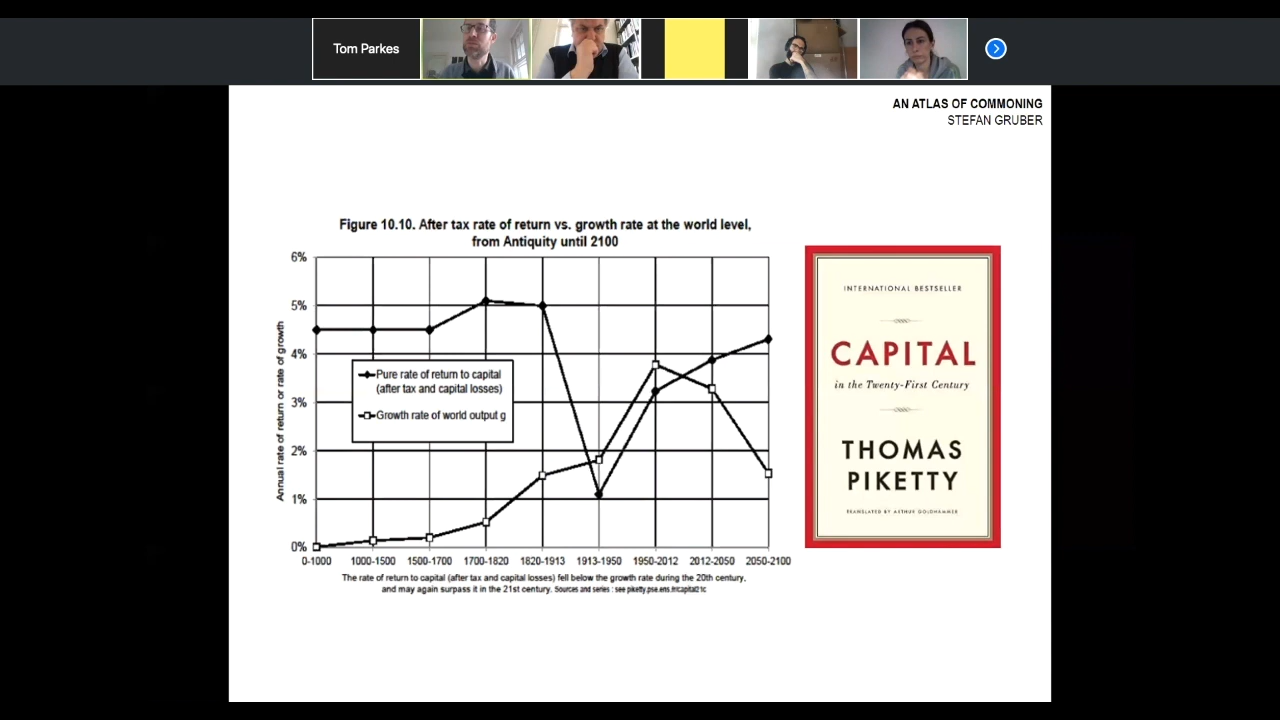 Tom Parkes
AN ATLAS OF COMMONING
STEFAN GRUBER
Figure 10.10. After tax rate of return vs. growth rate at the world level,
from Antiquity until 2100
Annual rate of return or rate of growth
6%
5%
4%
3%
2%
1%
0%
Pure rate of return to capital
(after tax and capital losses)
Growth rate of world output g
0-1000 1000-1500 1500-1700 1700-1820 1820-1913 1913-1950 1950-2012 2012-2050 2050-2100
The rate of return to capital (after tax and capital losses) fell below the growth rate during the 20th century,
and may again surpass it in the 21st century. Sources and series : see
INTERNATIONAL BESTSELLER
CAPITAL
in the Twenty-First Century
THOMAS
PIKETTY
TRANSLATED BY ARTHUR GOLDHAMMER